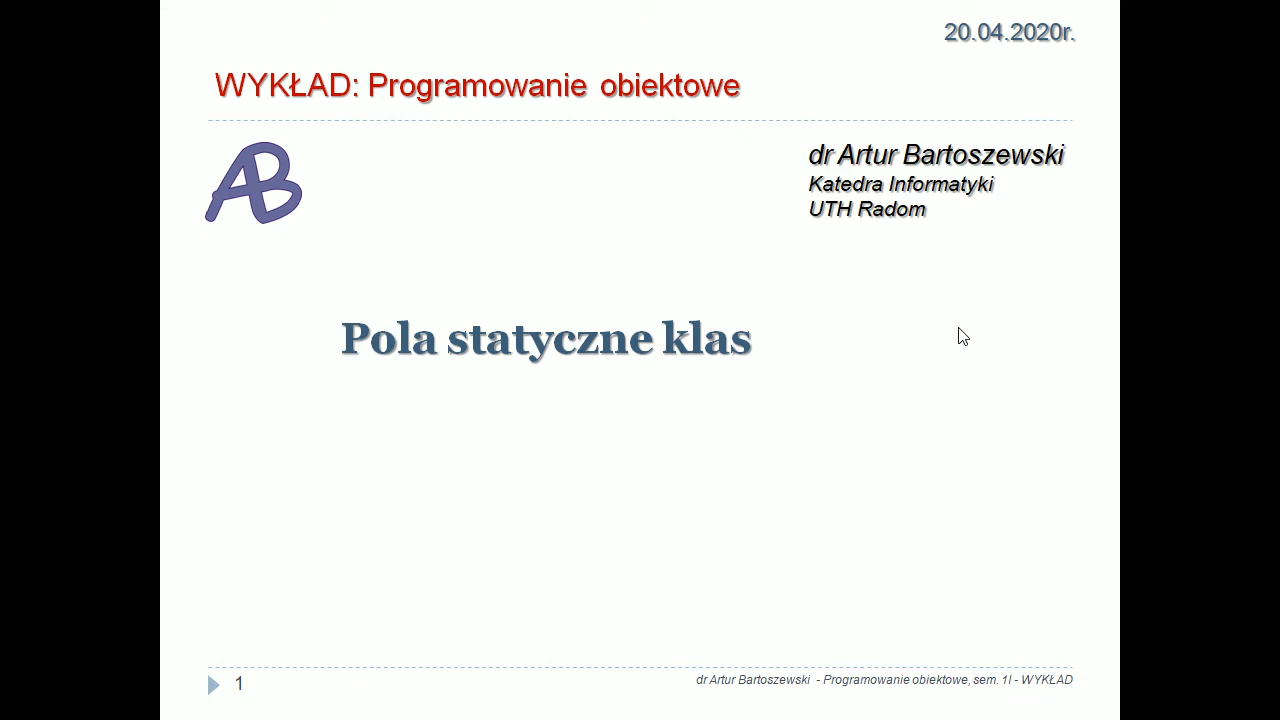 20.04.2020r.
WYKŁAD: Programowanie obiektowe
AB
dr Artur Bartoszewski
Katedra Informatyki
UTH Radom
Pola statyczne klas
1
dr Artur Bartoszewski - Programowanie obiektowe, sem. 1I - WYKŁAD